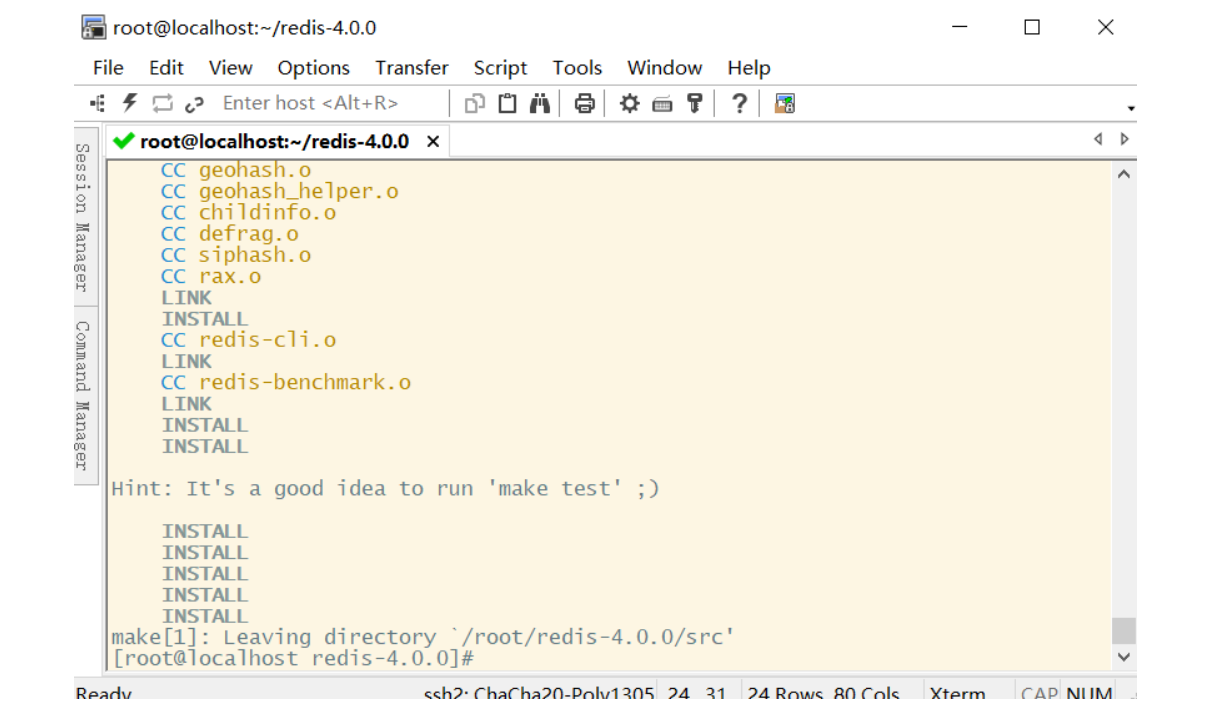 root@localhost:~/redis-4.0.0
File Edit View Options Transfer Script Tools Window Help
Enter host <Alt+R>
root@localhost:~/redis-4.0.0
Session Manager
Command Manager
CC geohash.o
CC geohash_helper.o
CC childinfo.o
CC defrag.o
CC siphash.o
CC rax.o
LINK
INSTALL
CC redis-cli.o
LINK
CC redis-benchmark.o
LINK
INSTALL
INSTALL
Hint: It's a good idea to run 'make test' ;)
INSTALL
INSTALL
INSTALL
INSTALL
INSTALL
make[1]: Leaving directory `/root/redis-4.0.0/src'
[root@localhost redis-4.0.0]#
Ready ssh2: ChaCha20-Poly1305 24, 31 24 Rows, 80 Cols Xterm CAP NUM